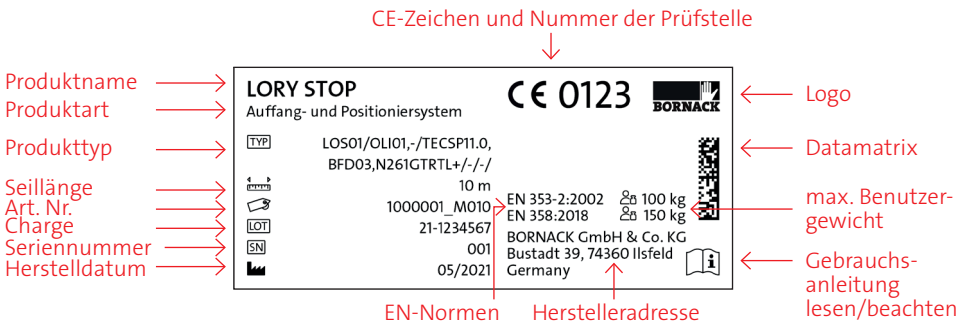 CE-Zeichen und Nummer der Prüfstelle
Produktname
Produktart
Produkttyp
Seillänge
Art. Nr.
Charge
Seriennummer
Herstelldatum
LORY STOP
Auffang- und Positioniersystem
CE 0123
BORNACK
TYP
LOS01/OLI01,-/TECSP11.0,
BFD03,N261GTRTL+/-/-/
10 m
1000001_M010
LOT
21-1234567
SN
001
05/2021
EN 353-2:2002 100 kg
EN 358:2018 150 kg
BORNACK GmbH & Co. KG
Bustadt 39, 74360 Ilsfeld
Germany
i
Logo
Datamatrix
max. Benutzer-
gewicht
Gebrauchs-
anleitung
lesen/beachten
EN-Normen
Herstelleradresse